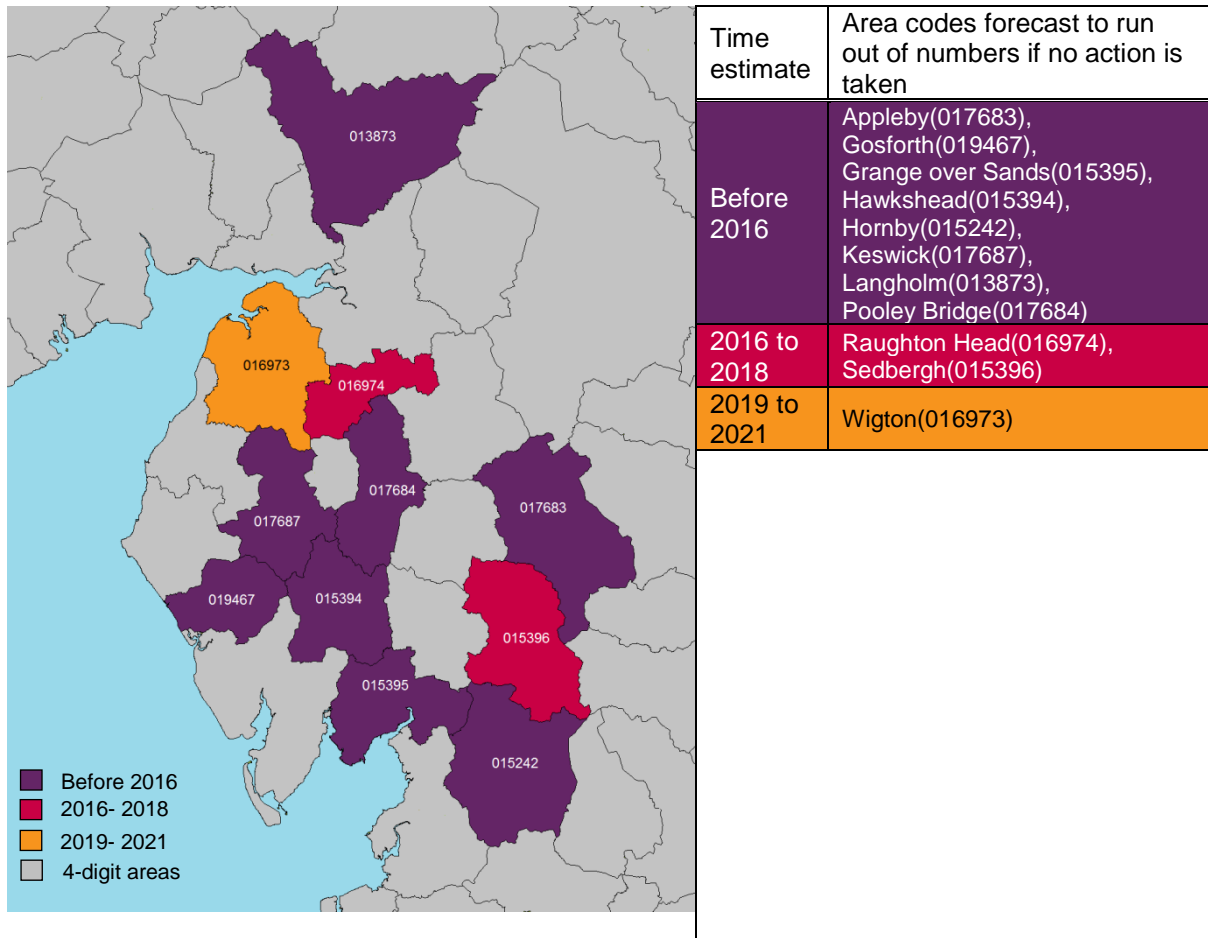 013873
016973
016974
017684
017683
017687
019467
015394
015396
015395
015242
Before 2016
2016- 2018
2019- 2021
4-digit areas
Time
estimate
Area codes forecast to run
out of numbers if no action is
taken
Before
2016
Appleby(017683),
Gosforth(019467),
Grange over Sands(015395),
Hawkshead(015394),
Hornby(015242),
Keswick(017687),
Langholm(013873),
Pooley Bridge(017684)
2016 to
2018
Raughton Head(016974),
Sedbergh(015396)
2019 to
2021
Wigton(016973)